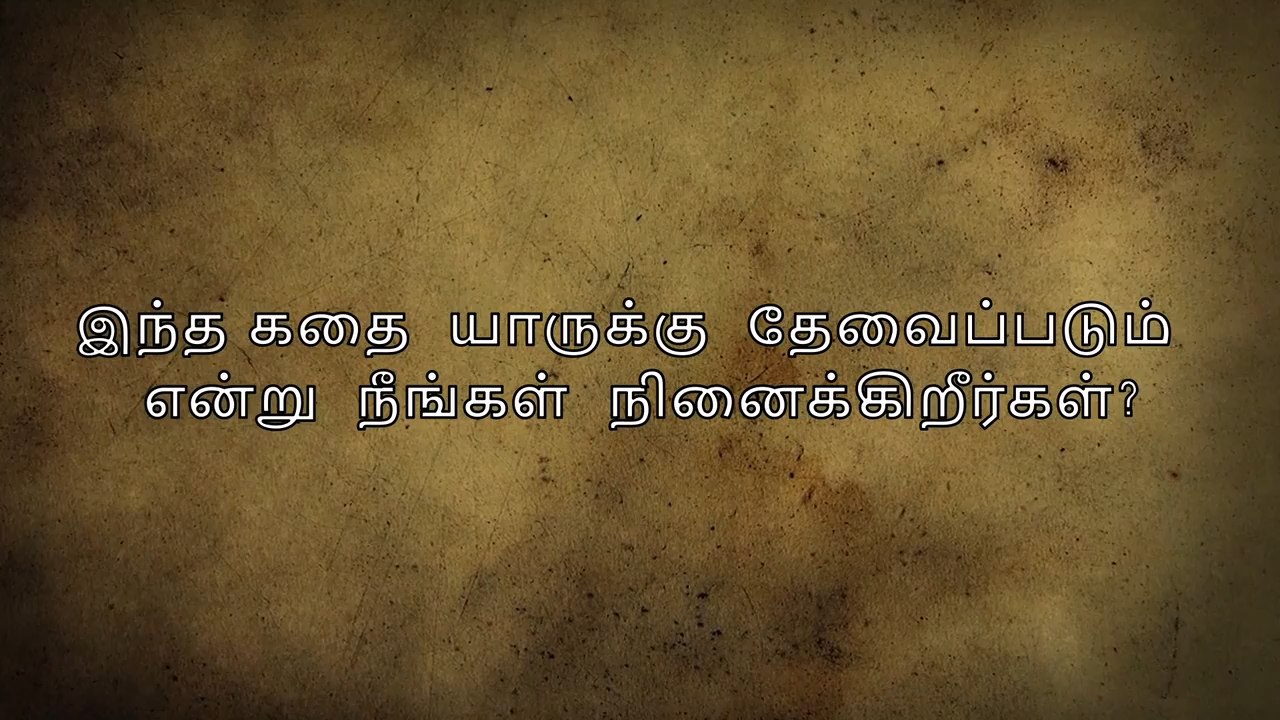 இந்த கதை யாருக்கு தேவைப்படும்
என்று நீங்கள் நினைக்கிறீர்கள்?